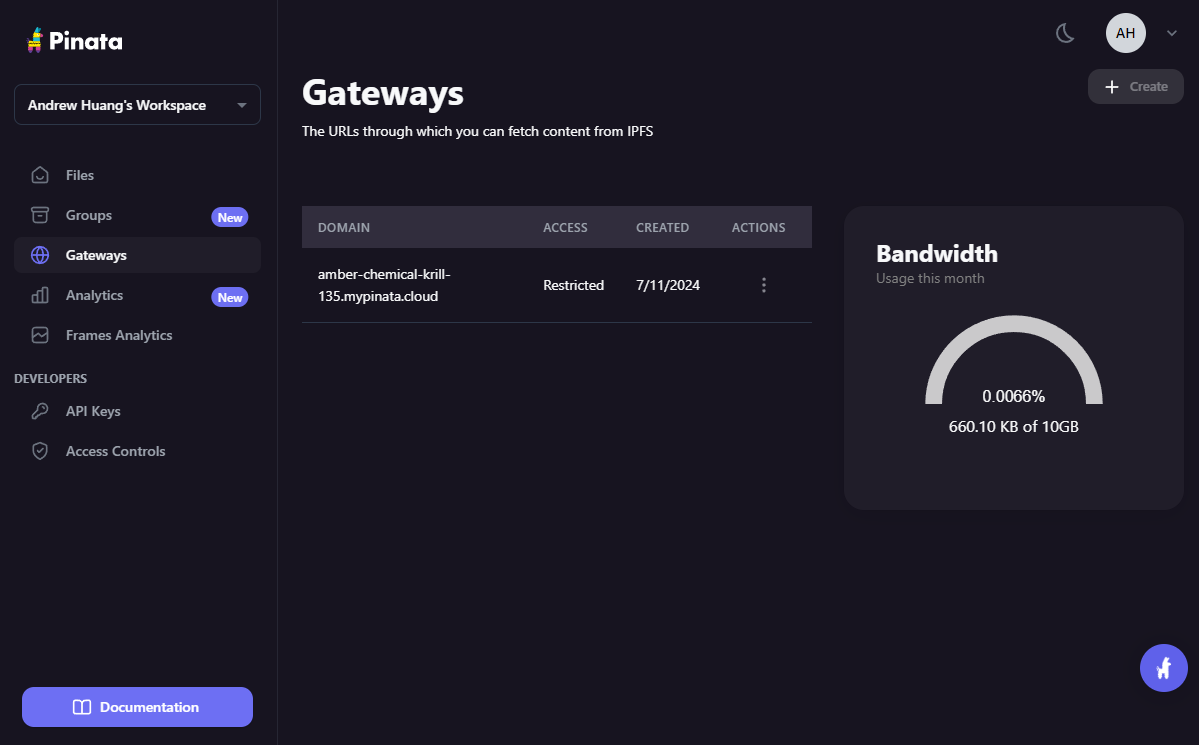 Pinata
Andrew Huang's Workspace
Files
Groups
New
Gateways
Analytics
New
Frames Analytics
DEVELOPERS
API Keys
Access Controls
Documentation
AH
Gateways
Create
The URLs through which you can fetch content from IPFS
DOMAIN ACCESS CREATED ACTIONS
amber-chemical-krill-
135.mypinata.cloud
Restricted
7/11/2024
Bandwidth
Usage this month
0.0066%
660.10 KB of 10GB